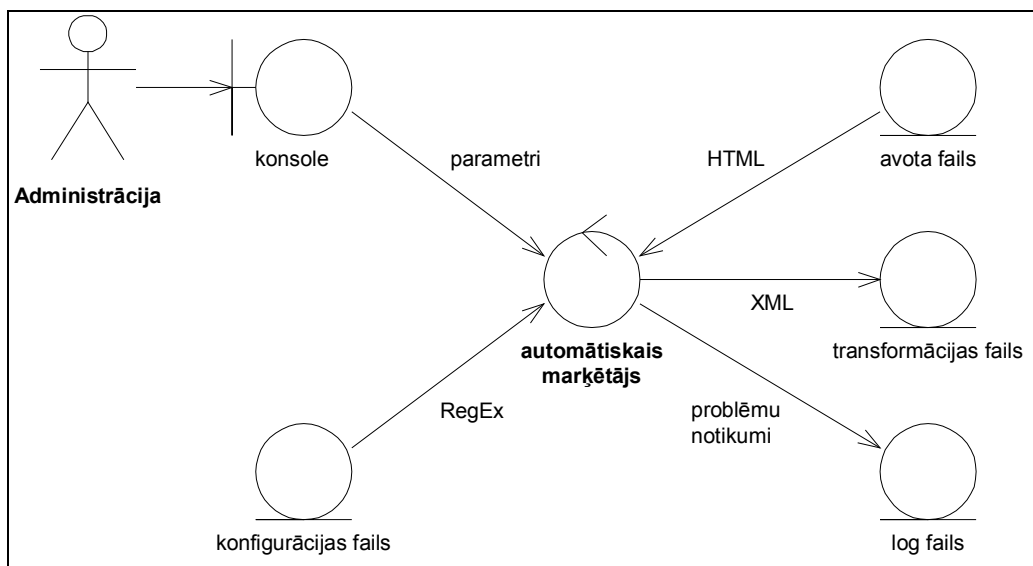 konsole
avota fails
parametri
HTML
Administrācija
XML
automātiskais
marķētājs
transformācijas fails
RegEx
problēmu
notikumi
konfigurācijas fails
log fails